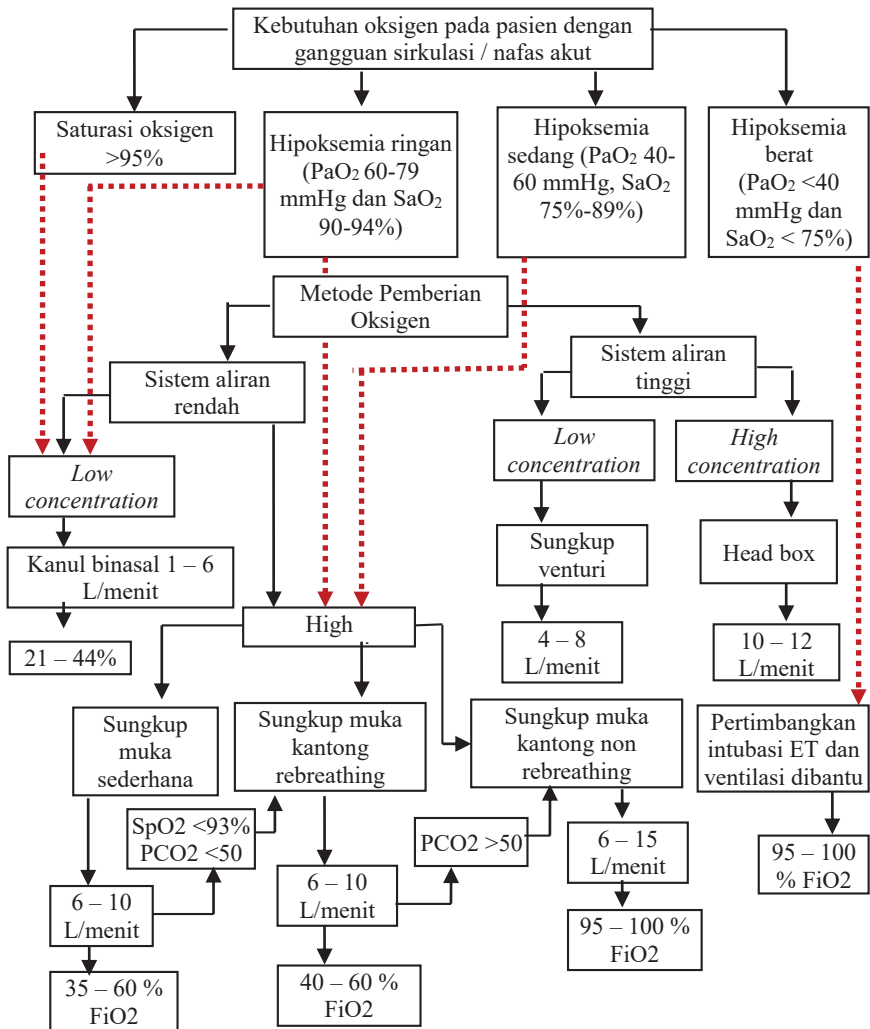 Kebutuhan oksigen pada pasien dengan
gangguan sirkulasi / nafas akut
Saturasi oksigen
>95%
Hipoksemia ringan
(PaO₂ 60-79
mmHg dan SaO₂
90-94%)
Hipoksemia
sedang (PaO₂ 40-
60 mmHg, SaO₂
75%-89%)
Hipoksemia
berat
(PaO₂ <40
mmHg dan
SaO₂ < 75%)
Metode Pemberian
Oksigen
Sistem aliran
rendah
Sistem aliran
tinggi
Low
concentration
Low
concentration
High
concentration
Kanul binasal 1 – 6
L/menit
Sungkup
venturi
Head box
21 – 44%
High
4 – 8
L/menit
10 – 12
L/menit
Sungkup
muka
sederhana
Sungkup muka
kantong
rebreathing
Sungkup muka
kantong non
rebreathing
Pertimbangkan
intubasi ET dan
ventilasi dibantu
SpO2 <93%
PCO2 <50
PCO2 >50
6 – 15
L/menit
95 – 100
% FiO2
6 – 10
L/menit
6 – 10
L/menit
95 – 100 %
FiO2
35 – 60 %
FiO2
40 – 60 %
FiO2